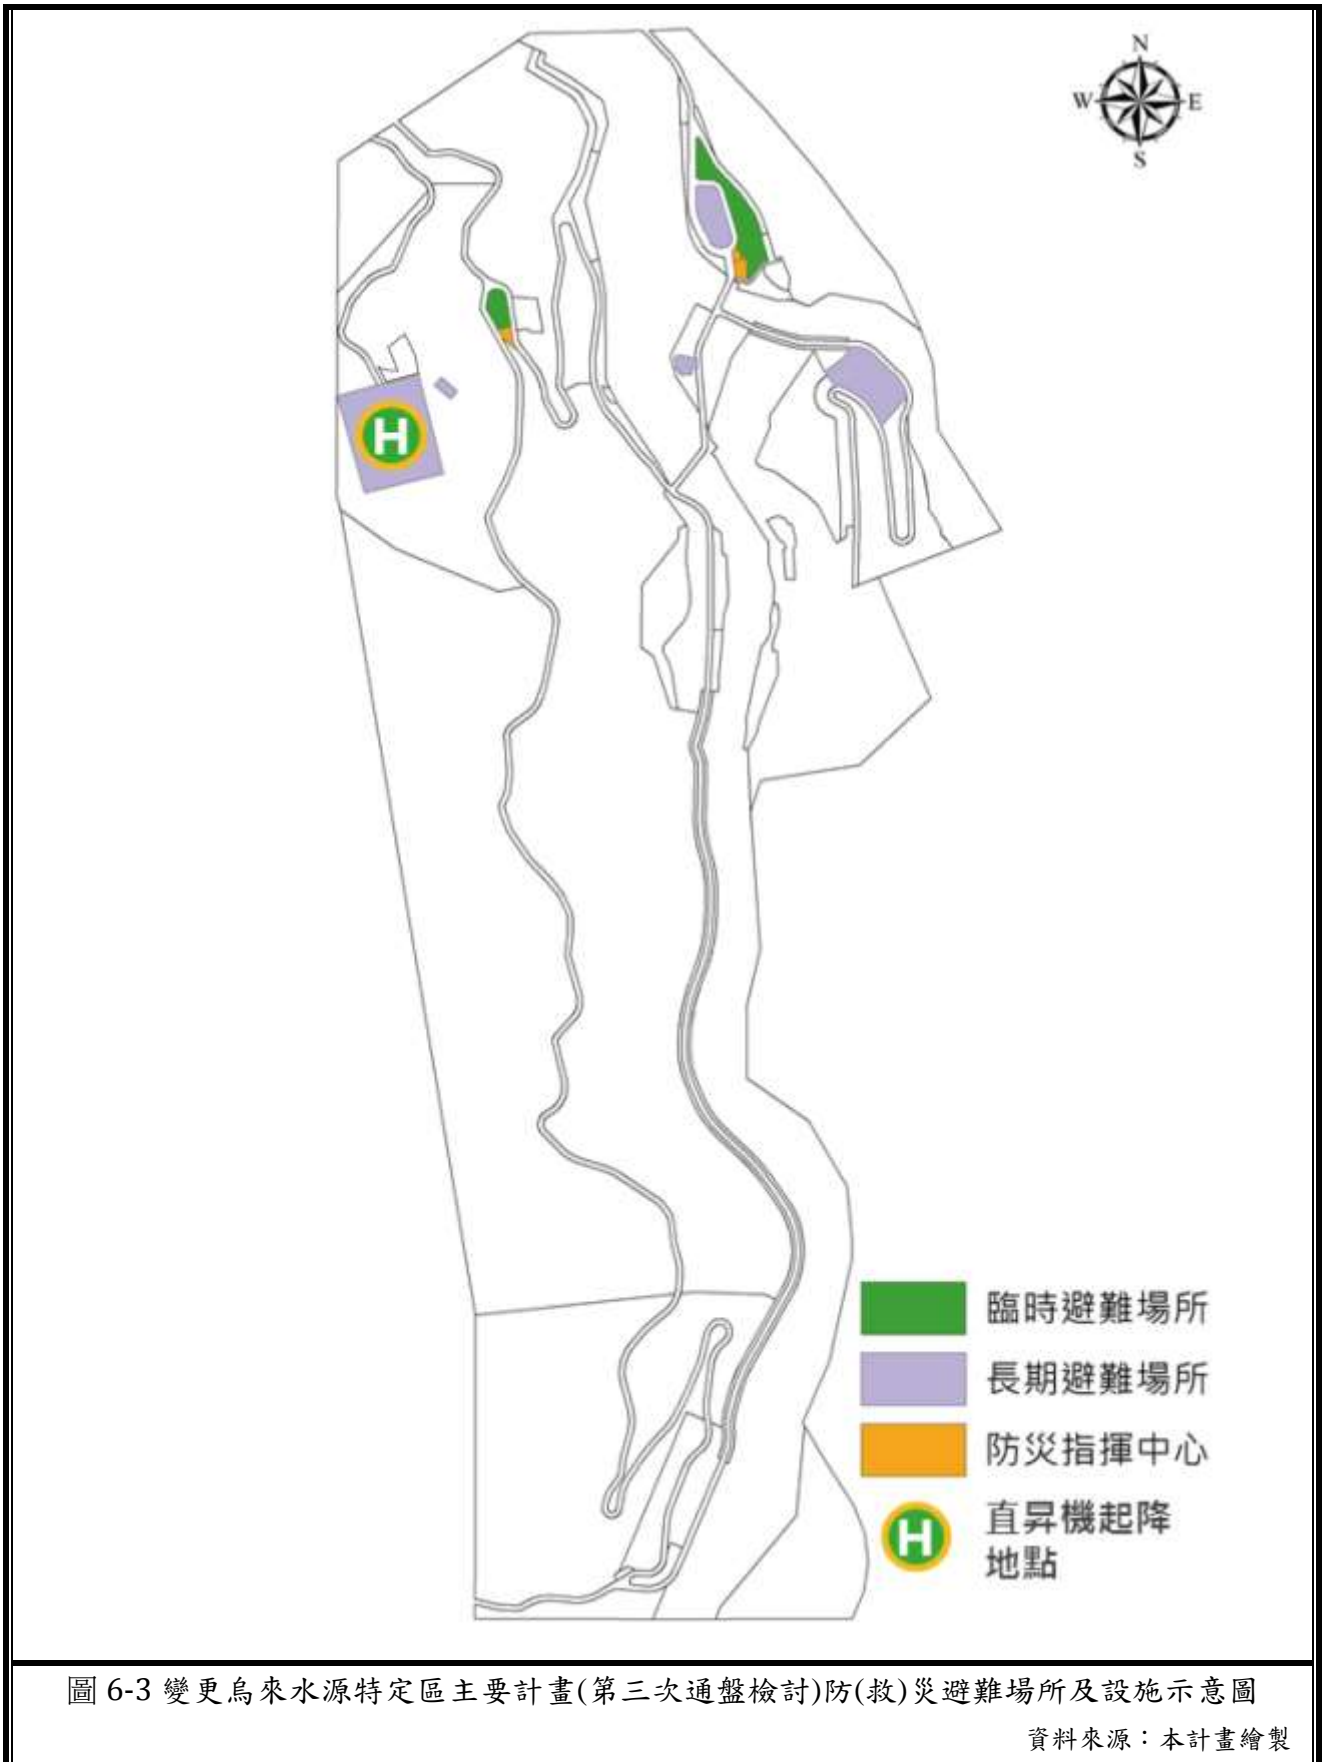 N
W
E
S
H
臨時避難場所
長期避難場所
防災指揮中心
H
直昇機起降
地點
圖 6-3 變更烏來水源特定區主要計畫(第三次通盤檢討)防(救)災避難場所及設施示意圖
資料來源：本計畫繪製